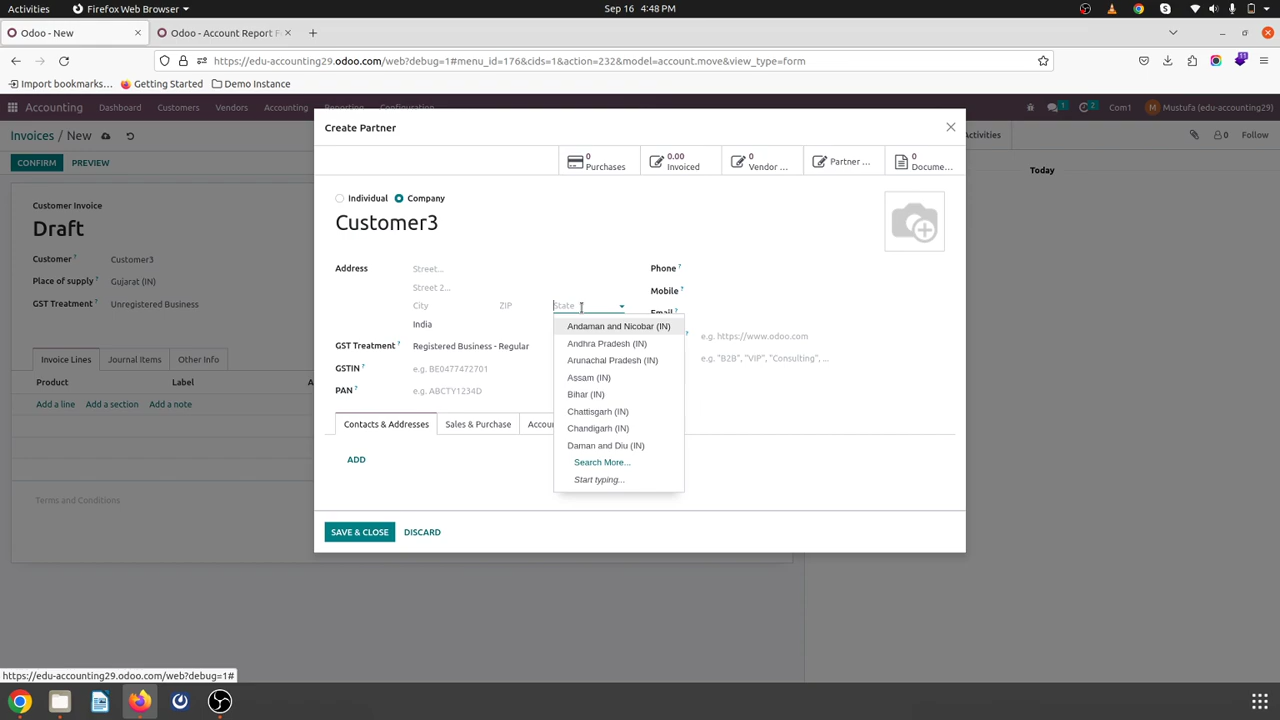 Activities
Firefox Web Browser
Sep 16 4:48 PM
Odoo - New
Odoo - Account Report F
https://edu-accounting29.odoo.com/web?debug=1#menu_id=176&cids=1&action=232&model=account.move&view_type=form
Import bookmarks...
Getting Started
Demo Instance
11
Accounting
Dashboard
Customers
Vendors
Accounting
Reporting
Configuration
1
2
Com1
M
Mustufa (edu-accounting29)
Invoices / New
Activities
0
Follow
CONFIRM
PREVIEW
Today
Customer Invoice
Draft
Customer ?
Customer3
Place of supply ?
Gujarat (IN)
GST Treatment ?
Unregistered Business
Invoice Lines
Journal Items
Other Info
Product
Label
A
Add a line
Add a section
Add a note
Terms and Conditions
Create Partner
0
Purchases
0.00
Invoiced
0
Vendor ...
Partner ...
0
Docume...
Individual
Company
Customer3
Address
Street...
Street 2...
City
ZIP
State
India
GST Treatment ?
Registered Business - Regular
GSTIN ?
e.g. BE0477472701
PAN ?
e.g. ABCTY1234D
Phone ?
Mobile ?
Email ?
?
e.g. https://www.odoo.com
e.g. "B2B", "VIP", "Consulting", ...
Andaman and Nicobar (IN)
Andhra Pradesh (IN)
Arunachal Pradesh (IN)
Assam (IN)
Bihar (IN)
Chattisgarh (IN)
Chandigarh (IN)
Daman and Diu (IN)
Search More...
Start typing...
Contacts & Addresses
Sales & Purchase
Accou
ADD
SAVE & CLOSE
DISCARD
https://edu-accounting29.odoo.com/web?debug=1#